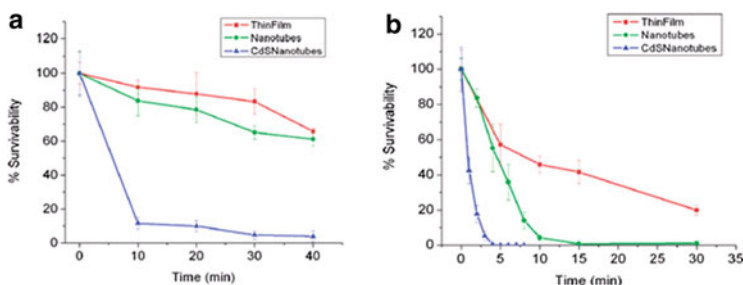 a
ThinFilm
Nanotubes
CdSNanotubes
% Survivability
120
100
80
60
40
20
0
0 10 20 30 40
Time (min)
b
ThinFilm
Nanotubes
CdSNanotubes
% Survivability
120
100
80
60
40
20
0
0 5 10 15 20 25 30 35
Time (min)